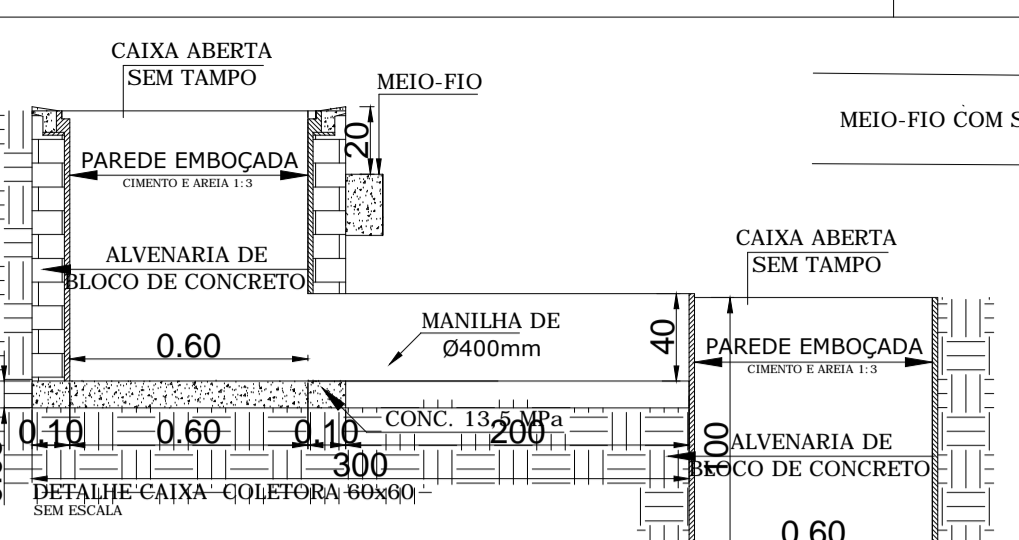 CAIXA ABERTA
SEM TAMPO
MEIO-FIO
20
MEIO-FIO COM S
PAREDE EMBOÇADA
CIMENTO E AREIA 1:3
ALVENARIA DE
BLOCO DE CONCRETO
CAIXA ABERTA
SEM TAMPO
MANILHA DE
Ø400mm
40
0.60
PAREDE EMBOÇADA
CIMENTO E AREIA 1:3
CONC. 13,5 MPa
0.10
0.60
0.10
200
300
100
ALVENARIA DE
BLOCO DE CONCRETO
DETALHE CAIXA COLETORA 60x60
SEM ESCALA
0.60